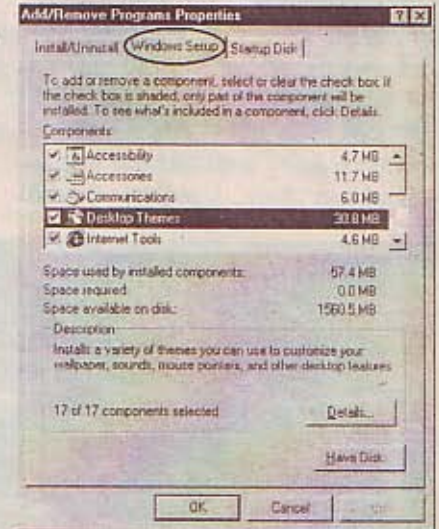 Add/Remove Programs Properties ? X
Install/Uninstall Windows Setup Startup Disk
To add or remove a component, select or clear the check box. If
the check box is shaded, only part of the component will be
installed. To see what's included in a component, click Details.
Components:
Accessibility 4.7 MB
Accessories 11.7 MB
Communications 6.0 MB
Desktop Themes 30.8 MB
Internet Tools 4.6 MB
Space used by installed components: 57.4 MB
Space required: 0.0 MB
Space available on disk: 1560.5 MB
Description
Installs a variety of themes you can use to customize your
wallpaper, sounds, mouse pointers, and other desktop features
17 of 17 components selected Details...
Have Disk...
OK Cancel